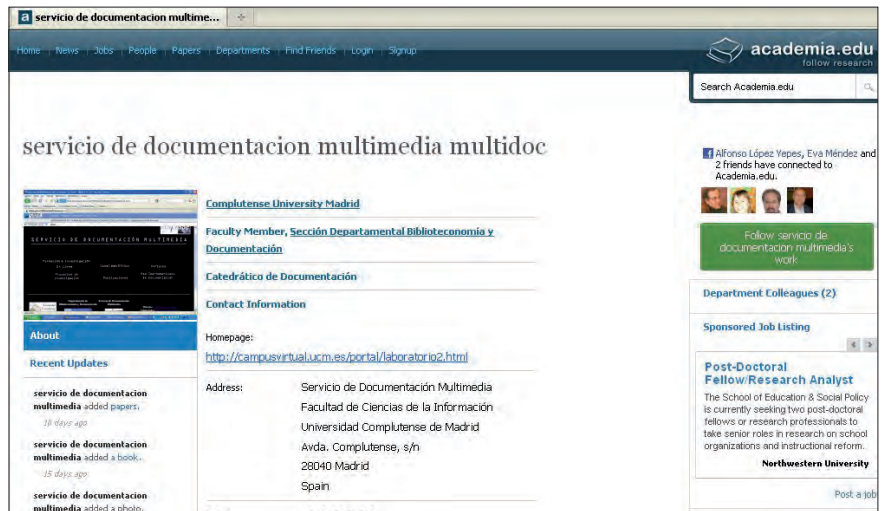 a servicio de documentacion multime...
Home News Jobs People Papers Departments Find Friends Login Signup
academia.edu
follow research
Search Academia.edu
servicio de documentacion multimedia multidoc
Alfonso López Yepes, Eva Méndez and
2 friends have connected to
Academia.edu.
Follow servicio de
documentacion multimedia's
work
Department Colleagues (2)
Sponsored Job Listing
Post-Doctoral
Fellow/Research Analyst
The School of Education & Social Policy
is currently seeking two post-doctoral
fellows or research professionals to
take senior roles in research on school
organizations and instructional reform.
Northwestern University
Post a job
SERVICIO DE DOCUMENTACIÓN MULTIMEDIA
About
Recent Updates
servicio de documentacion
multimedia added papers.
10 days ago
servicio de documentacion
multimedia added a book.
15 days ago
servicio de documentacion
multimedia added a photo.
Complutense University Madrid
Faculty Member, Sección Departamental Biblioteconomía y
Documentación
Catedrático de Documentación
Contact Information
Homepage:
http://campusvirtual.ucm.es/portal/laboratorio2.html
Address:
Servicio de Documentación Multimedia
Facultad de Ciencias de la Información
Universidad Complutense de Madrid
Avda. Complutense, s/n
28040 Madrid
Spain